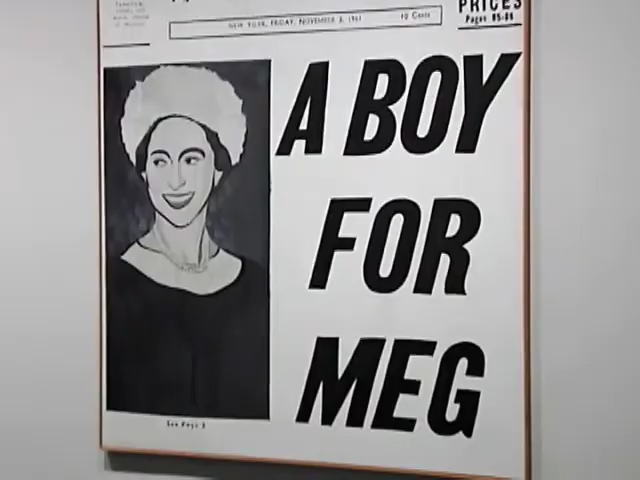 PRICES
Pages 85-86
NEW YORK, FRIDAY, NOVEMBER 3, 1961
10 Cents
A BOY
FOR
MEG
See Page 3